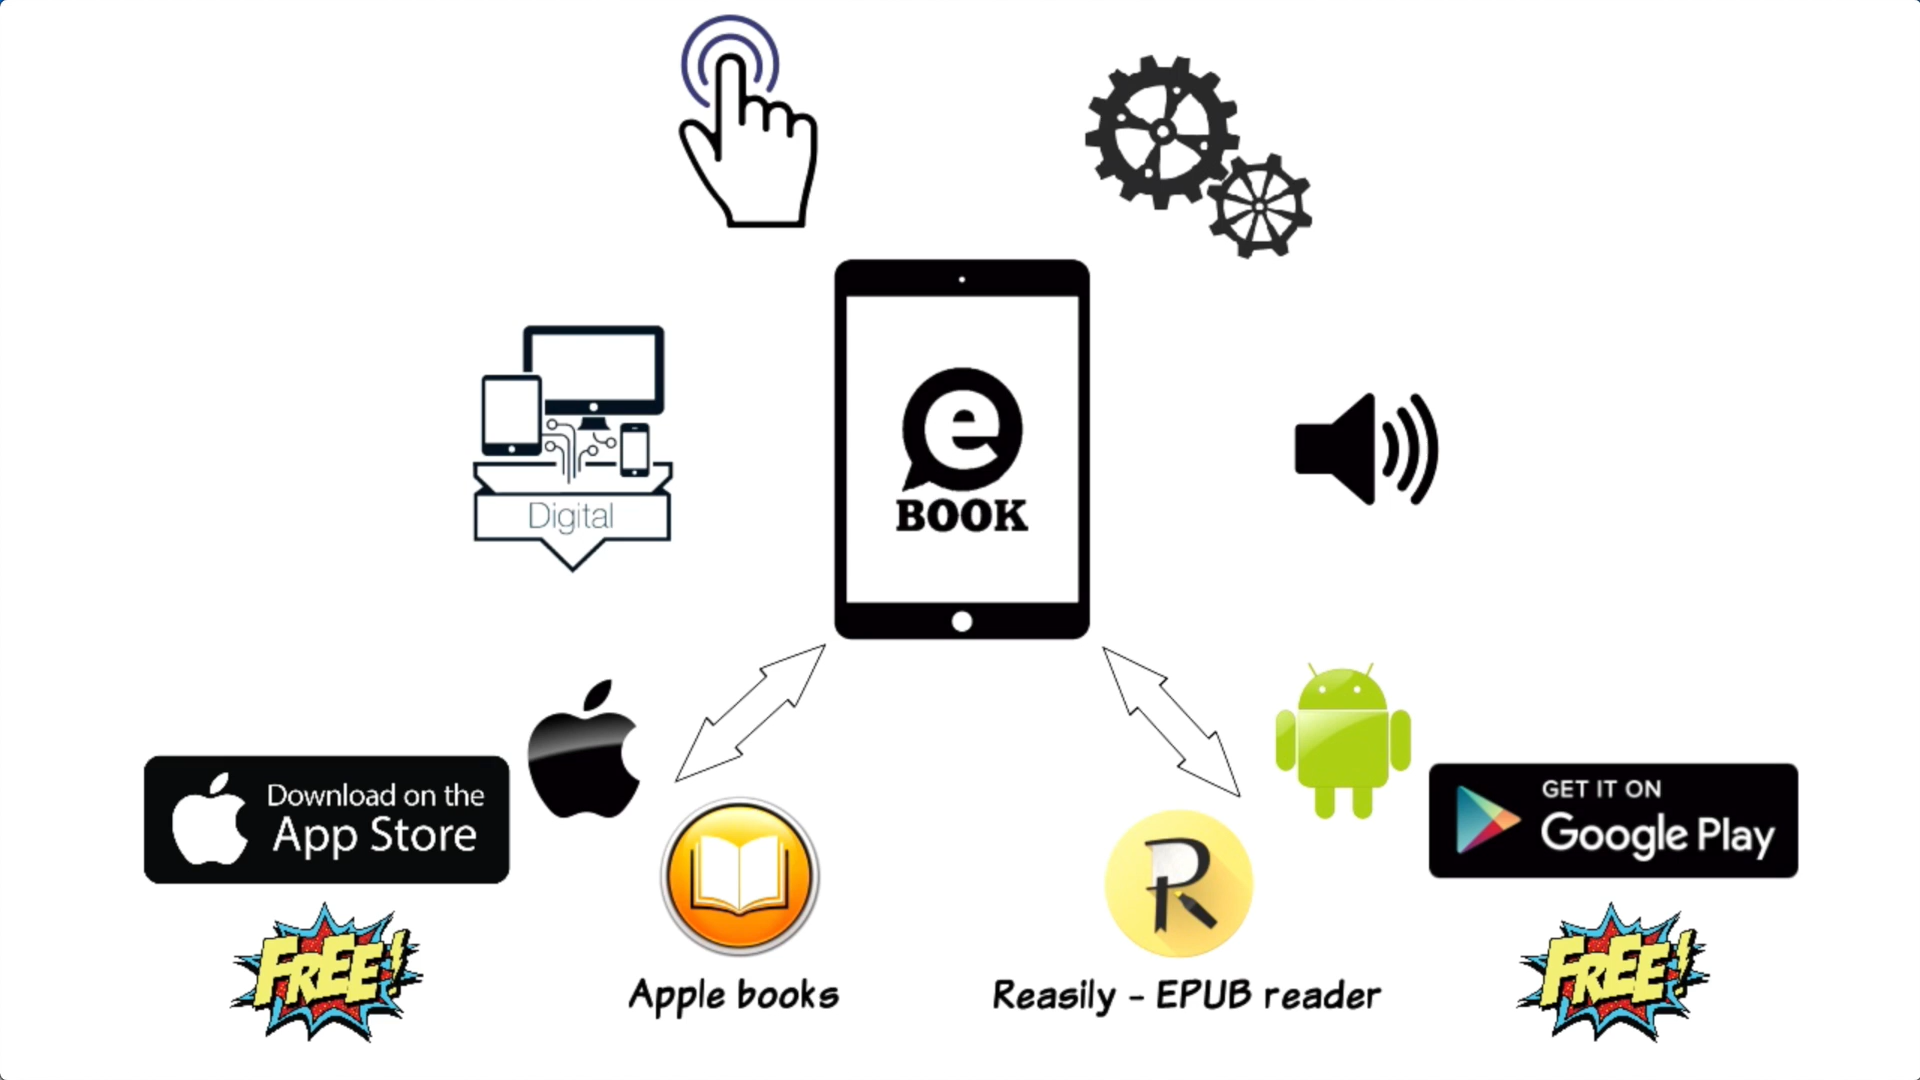 Digital
e
BOOK
Download on the
App Store
GET IT ON
Google Play
FREE!
FREE!
R
Apple books
Reasily - EPUB reader